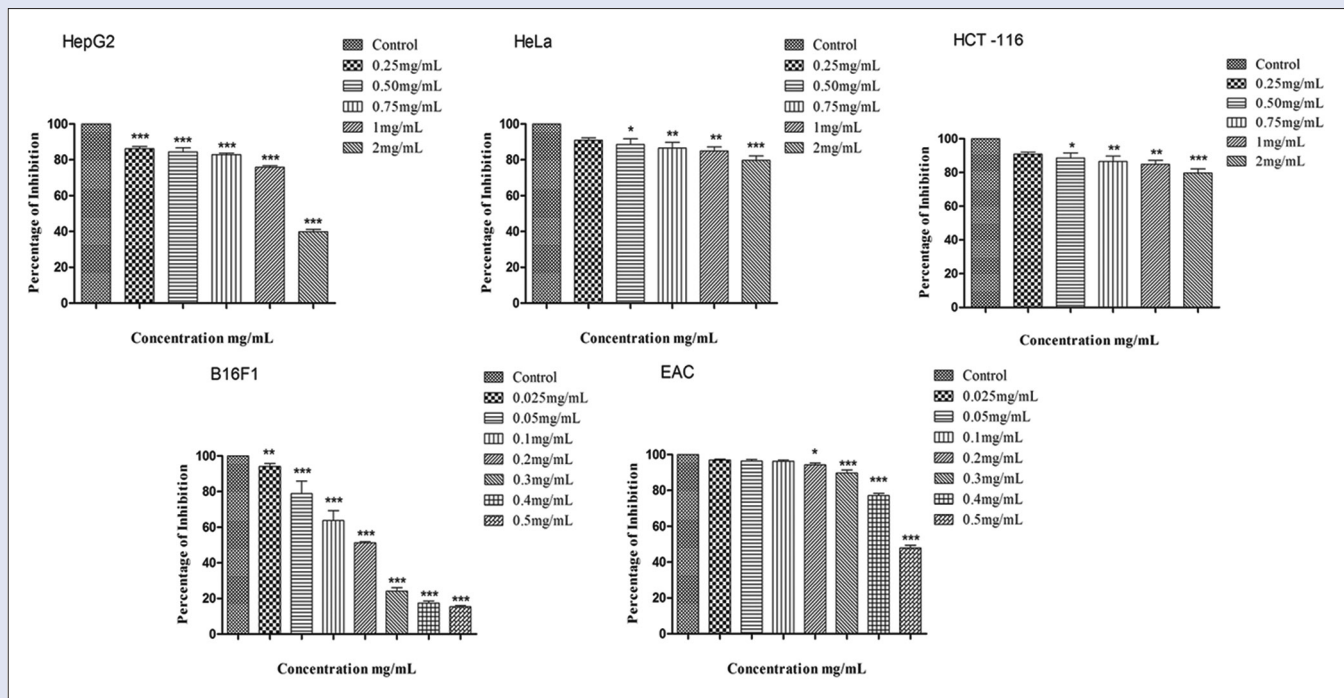 HepG2
Control
0.25mg/mL
0.50mg/mL
0.75mg/mL
1mg/mL
2mg/mL
Percentage of Inhibition
100
80
60
40
20
0
***
***
***
***
***
Concentration mg/mL
HeLa
Control
0.25mg/mL
0.50mg/mL
0.75mg/mL
1mg/mL
2mg/mL
Percentage of Inhibition
100
80
60
40
20
0
*
**
**
***
Concentration mg/mL
HCT -116
Control
0.25mg/mL
0.50mg/mL
0.75mg/mL
1mg/mL
2mg/mL
Percentage of Inhibition
100
80
60
40
20
0
*
**
**
***
Concentration mg/mL
B16F1
Control
0.025mg/mL
0.05mg/mL
0.1mg/mL
0.2mg/mL
0.3mg/mL
0.4mg/mL
0.5mg/mL
Percentage of Inhibition
100
80
60
40
20
0
**
***
***
***
***
***
***
Concentration mg/mL
EAC
Control
0.025mg/mL
0.05mg/mL
0.1mg/mL
0.2mg/mL
0.3mg/mL
0.4mg/mL
0.5mg/mL
Percentage of Inhibition
100
80
60
40
20
0
*
***
***
***
Concentration mg/mL